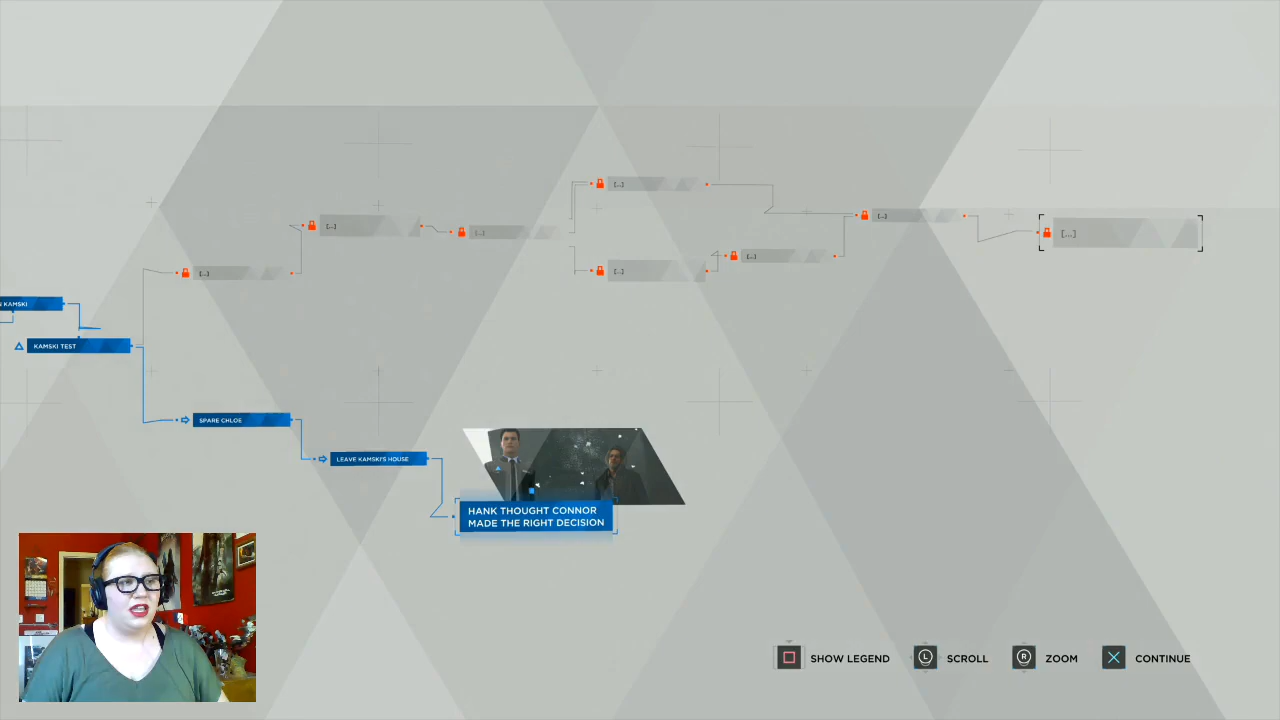 [...]
[...]
[...]
[...]
[...]
[...]
[...]
[...]
N KAMSKI
KAMSKI TEST
SPARE CHLOE
LEAVE KAMSKI'S HOUSE
HANK THOUGHT CONNOR
MADE THE RIGHT DECISION
SHOW LEGEND
L SCROLL
R ZOOM
CONTINUE